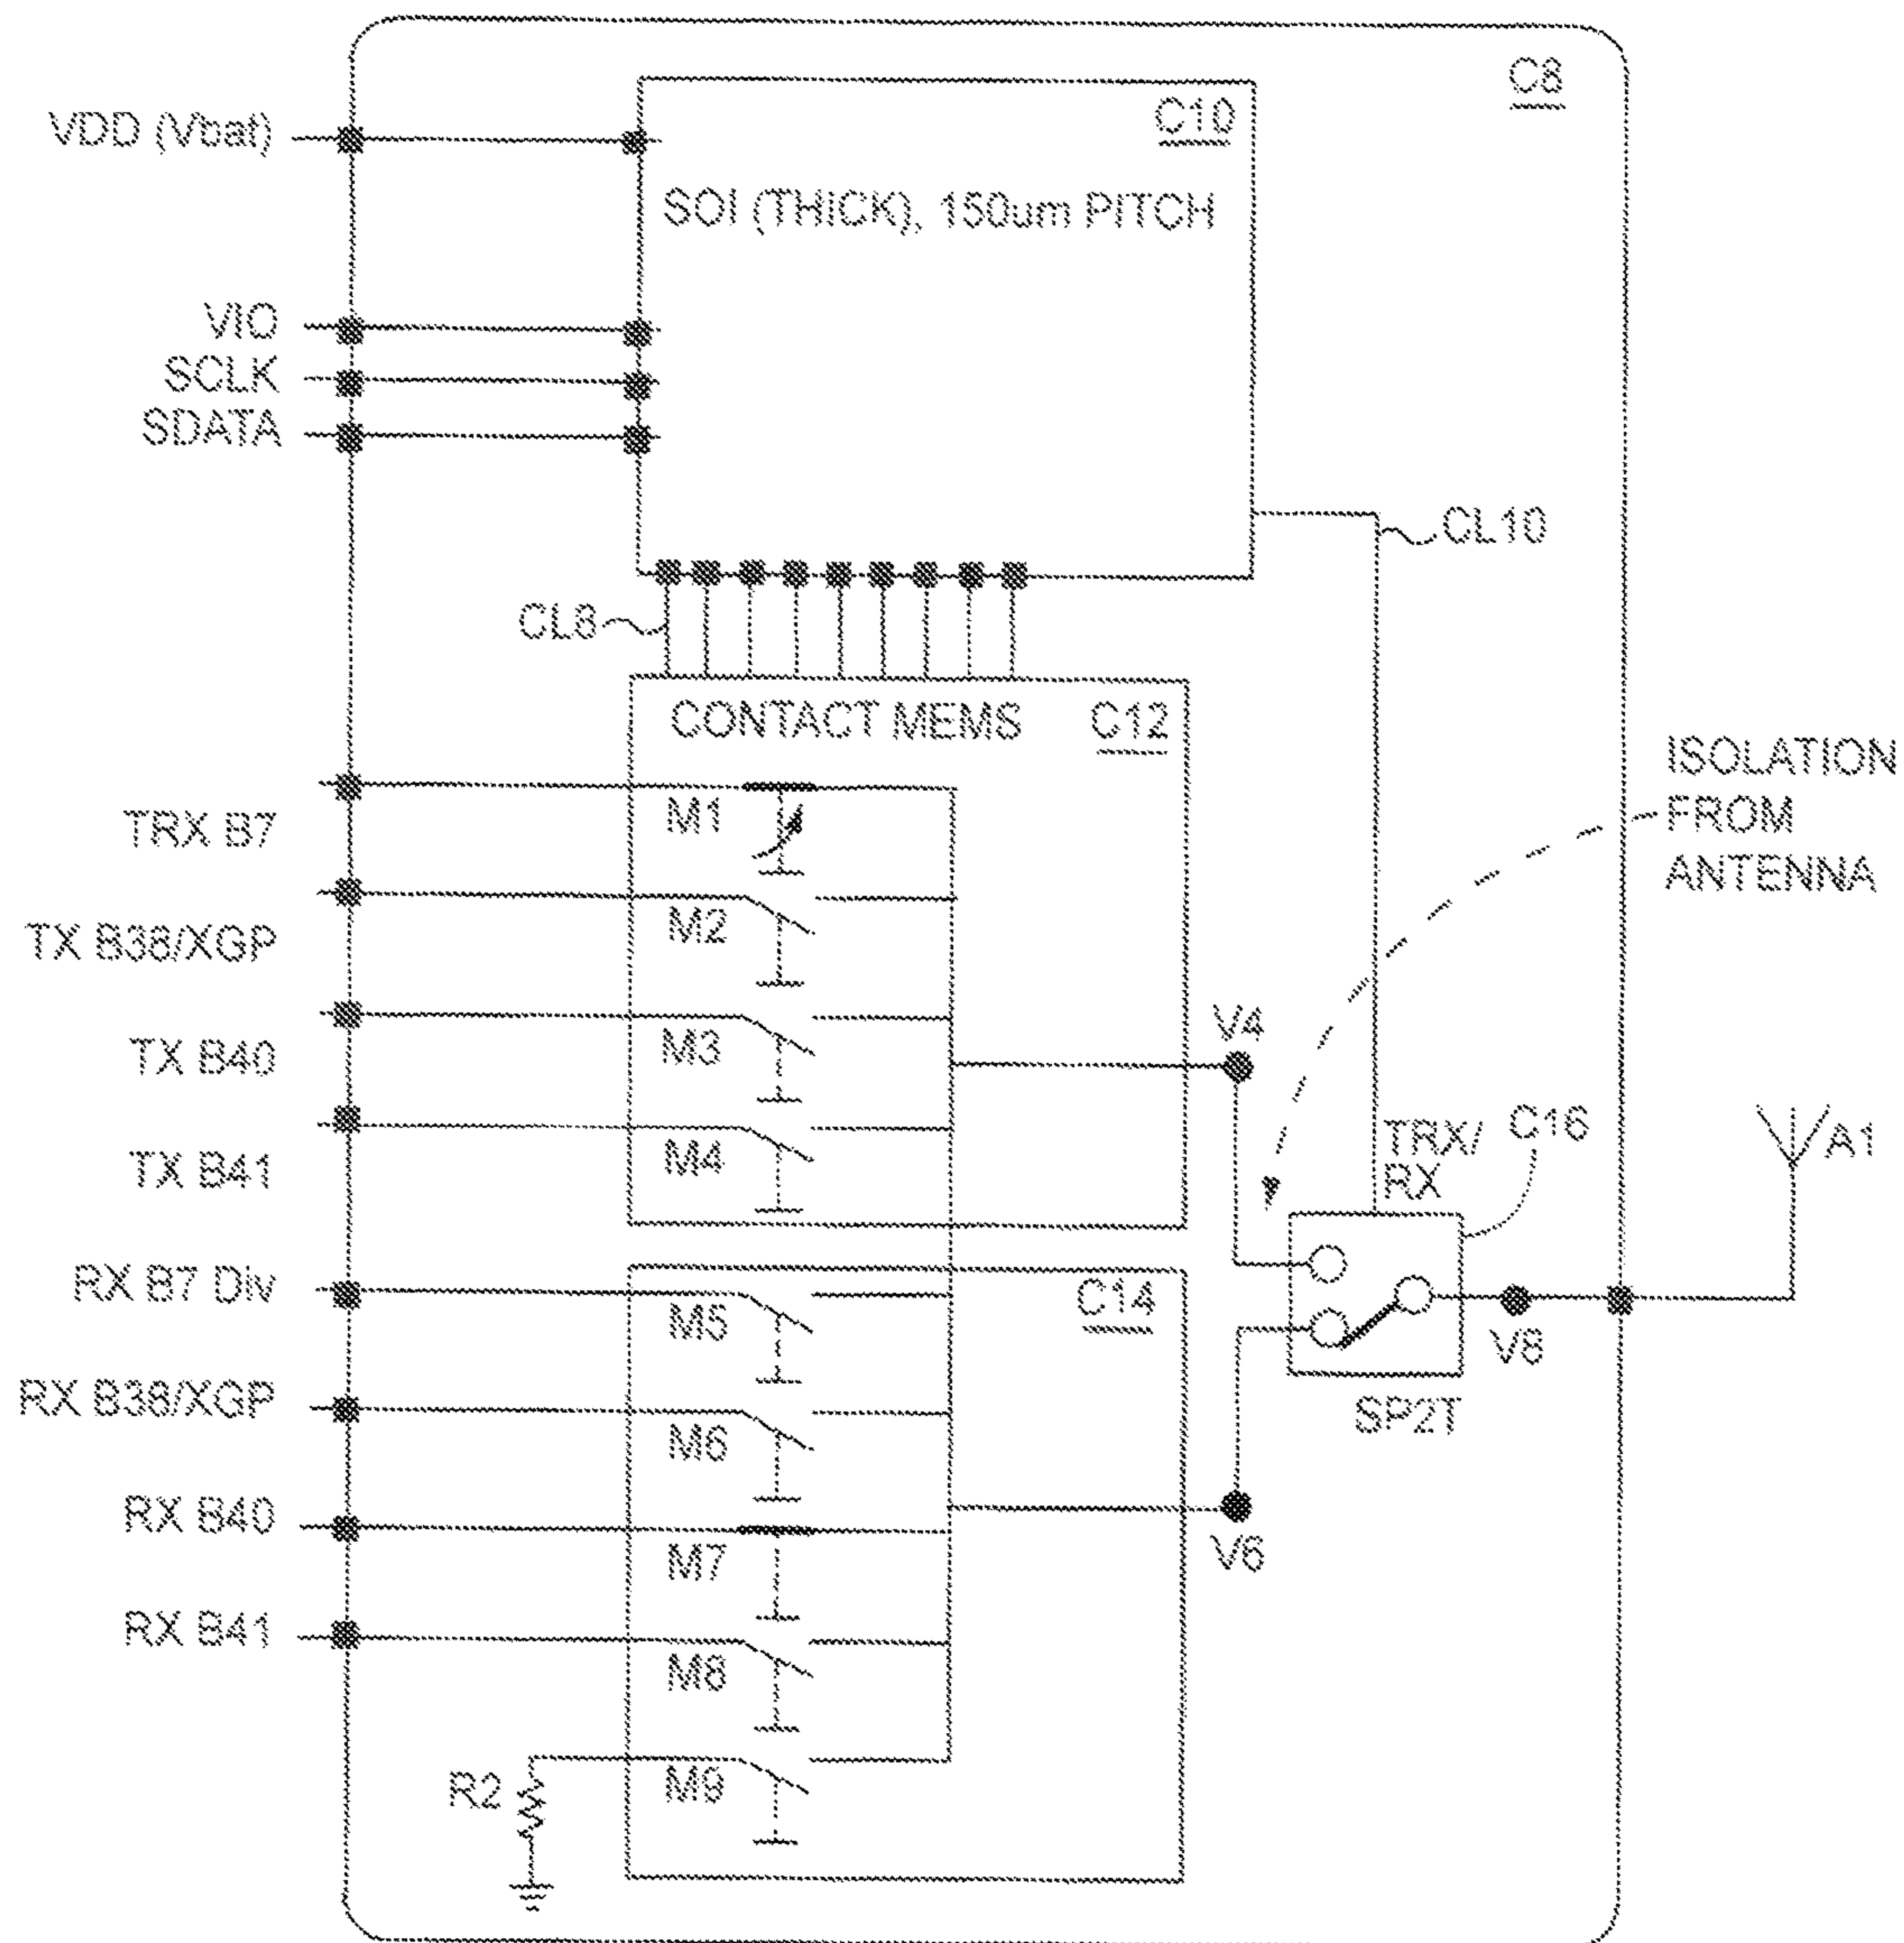 C8
C10
VDD (Vbat)
SOI (THICK), 150um PITCH
VIO
SCLK
SDATA
CL10
CL8
CONTACT MEMS C12
ISOLATION
FROM
ANTENNA
M1
TRX B7
M2
TX B38/XGP
V4
M3
TX B40
TRX/
RX
C16
A1
M4
TX B41
RX B7 Div
C14
M5
V8
RX B38/XGP
SP2T
M6
RX B40
V6
M7
RX B41
M8
R2
M9